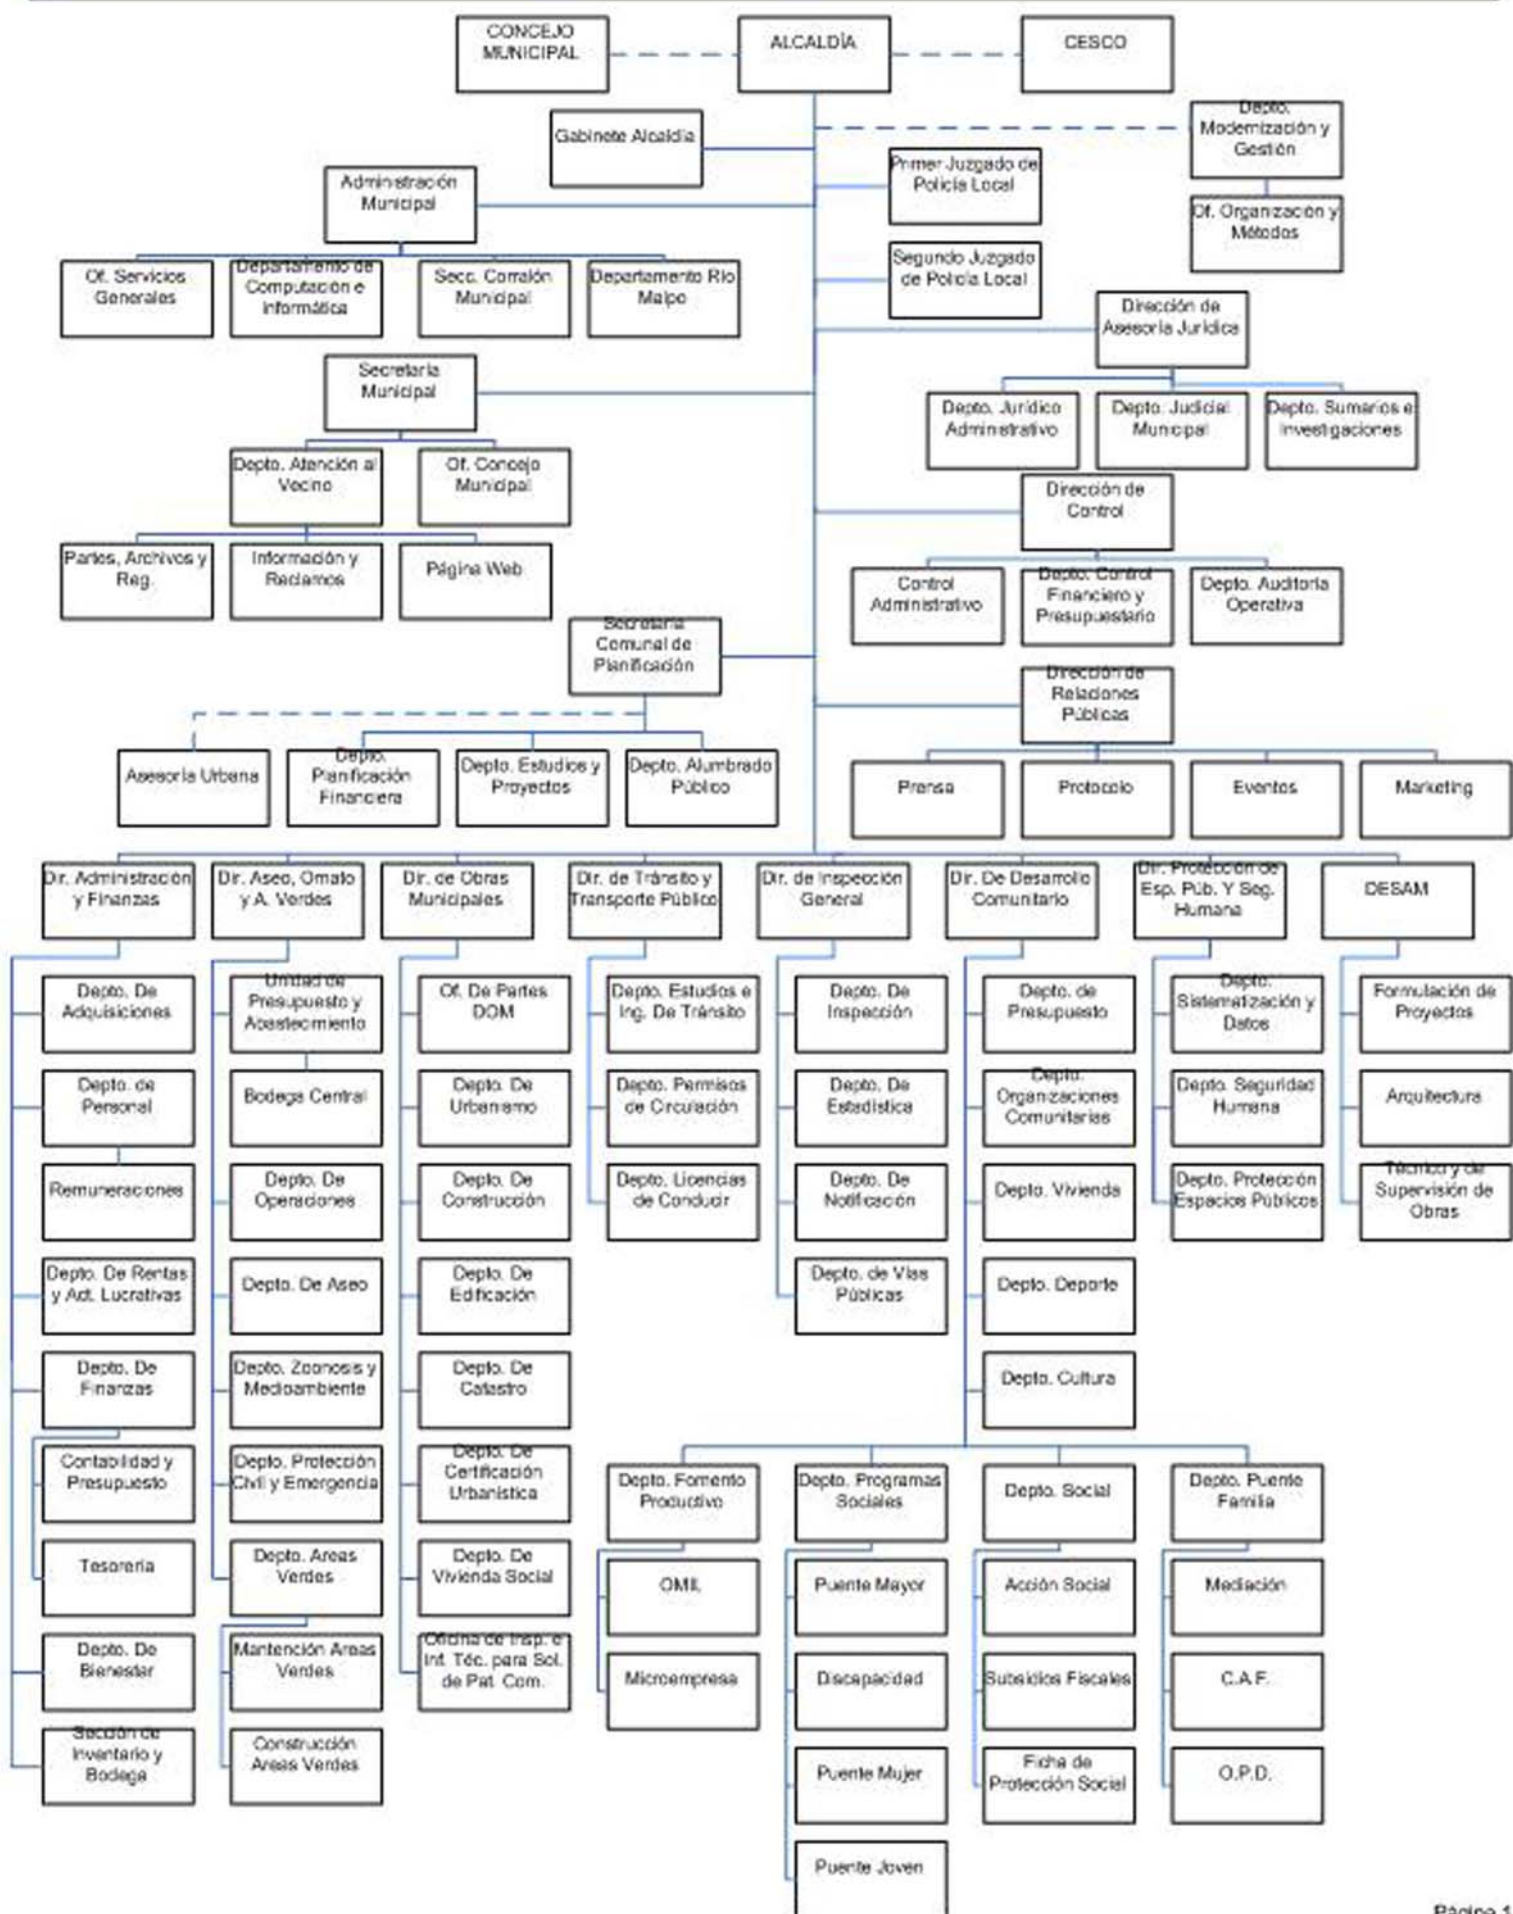 CONCEJO
MUNICIPAL
ALCALDÍA
CESCO
Gabinete Alcaldía
Depto.
Modernización y
Gestión
Primer Juzgado de
Policía Local
Administración
Municipal
Of. Organización y
Métodos
Segundo Juzgado
de Policía Local
Of. Servicios
Generales
Departamento de
Computación e
Informática
Secc. Corralón
Municipal
Departamento Río
Maipo
Dirección de
Asesoría Jurídica
Secretaría
Municipal
Depto. Jurídico
Administrativo
Depto. Judicial
Municipal
Depto. Sumarios e
Investigaciones
Depto. Atención al
Vecino
Of. Concejo
Municipal
Dirección de
Control
Partes, Archivos y
Reg.
Información y
Reclamos
Página Web
Control
Administrativo
Depto. Control
Financiero y
Presupuestario
Depto. Auditoría
Operativa
Secretaría
Comunal de
Planificación
Dirección de
Relaciones
Públicas
Asesoría Urbana
Depto.
Planificación
Financiera
Depto. Estudios y
Proyectos
Depto. Alumbrado
Público
Prensa
Protocolo
Eventos
Marketing
Dir. Administración
y Finanzas
Dir. Aseo, Ornato
y A. Verdes
Dir. de Obras
Municipales
Dir. de Tránsito y
Transporte Público
Dir. de Inspección
General
Dir. De Desarrollo
Comunitario
Dir. Protección de
Esp. Púb. Y Seg.
Humana
DESAM
Depto. De
Adquisiciones
Unidad de
Presupuesto y
Abastecimiento
Of. De Partes
DOM
Depto. Estudios e
Ing. De Tránsito
Depto. De
Inspección
Depto. de
Presupuesto
Depto.
Sistematización y
Datos
Formulación de
Proyectos
Depto. de
Personal
Bodega Central
Depto. De
Urbanismo
Depto. Permisos
de Circulación
Depto. De
Estadística
Depto.
Organizaciones
Comunitarias
Depto. Seguridad
Humana
Arquitectura
Remuneraciones
Depto. De
Operaciones
Depto. De
Construcción
Depto. Licencias
de Conducir
Depto. De
Notificación
Depto. Vivienda
Depto. Protección
Espacios Públicos
Técnico y de
Supervisión de
Obras
Depto. De Rentas
y Act. Lucrativas
Depto. De Aseo
Depto. De
Edificación
Depto. de Vías
Públicas
Depto. Deporte
Depto. De
Finanzas
Depto. Zoonosis y
Medioambiente
Depto. De
Catastro
Depto. Cultura
Contabilidad y
Presupuesto
Depto. Protección
Civil y Emergencia
Depto. De
Certificación
Urbanística
Depto. Fomento
Productivo
Depto. Programas
Sociales
Depto. Social
Depto. Puente
Familia
Tesorería
Depto. Areas
Verdes
Depto. De
Vivienda Social
OMIL
Puente Mayor
Acción Social
Mediación
Depto. De
Bienestar
Mantención Areas
Verdes
Oficina de Insp. e
Inf. Téc. para Sol.
de Pat. Com.
Microempresa
Discapacidad
Subsidios Fiscales
C.A.F.
Sección de
Inventario y
Bodega
Construcción
Areas Verdes
Puente Mujer
Ficha de
Protección Social
O.P.D.
Puente Joven
Página 1